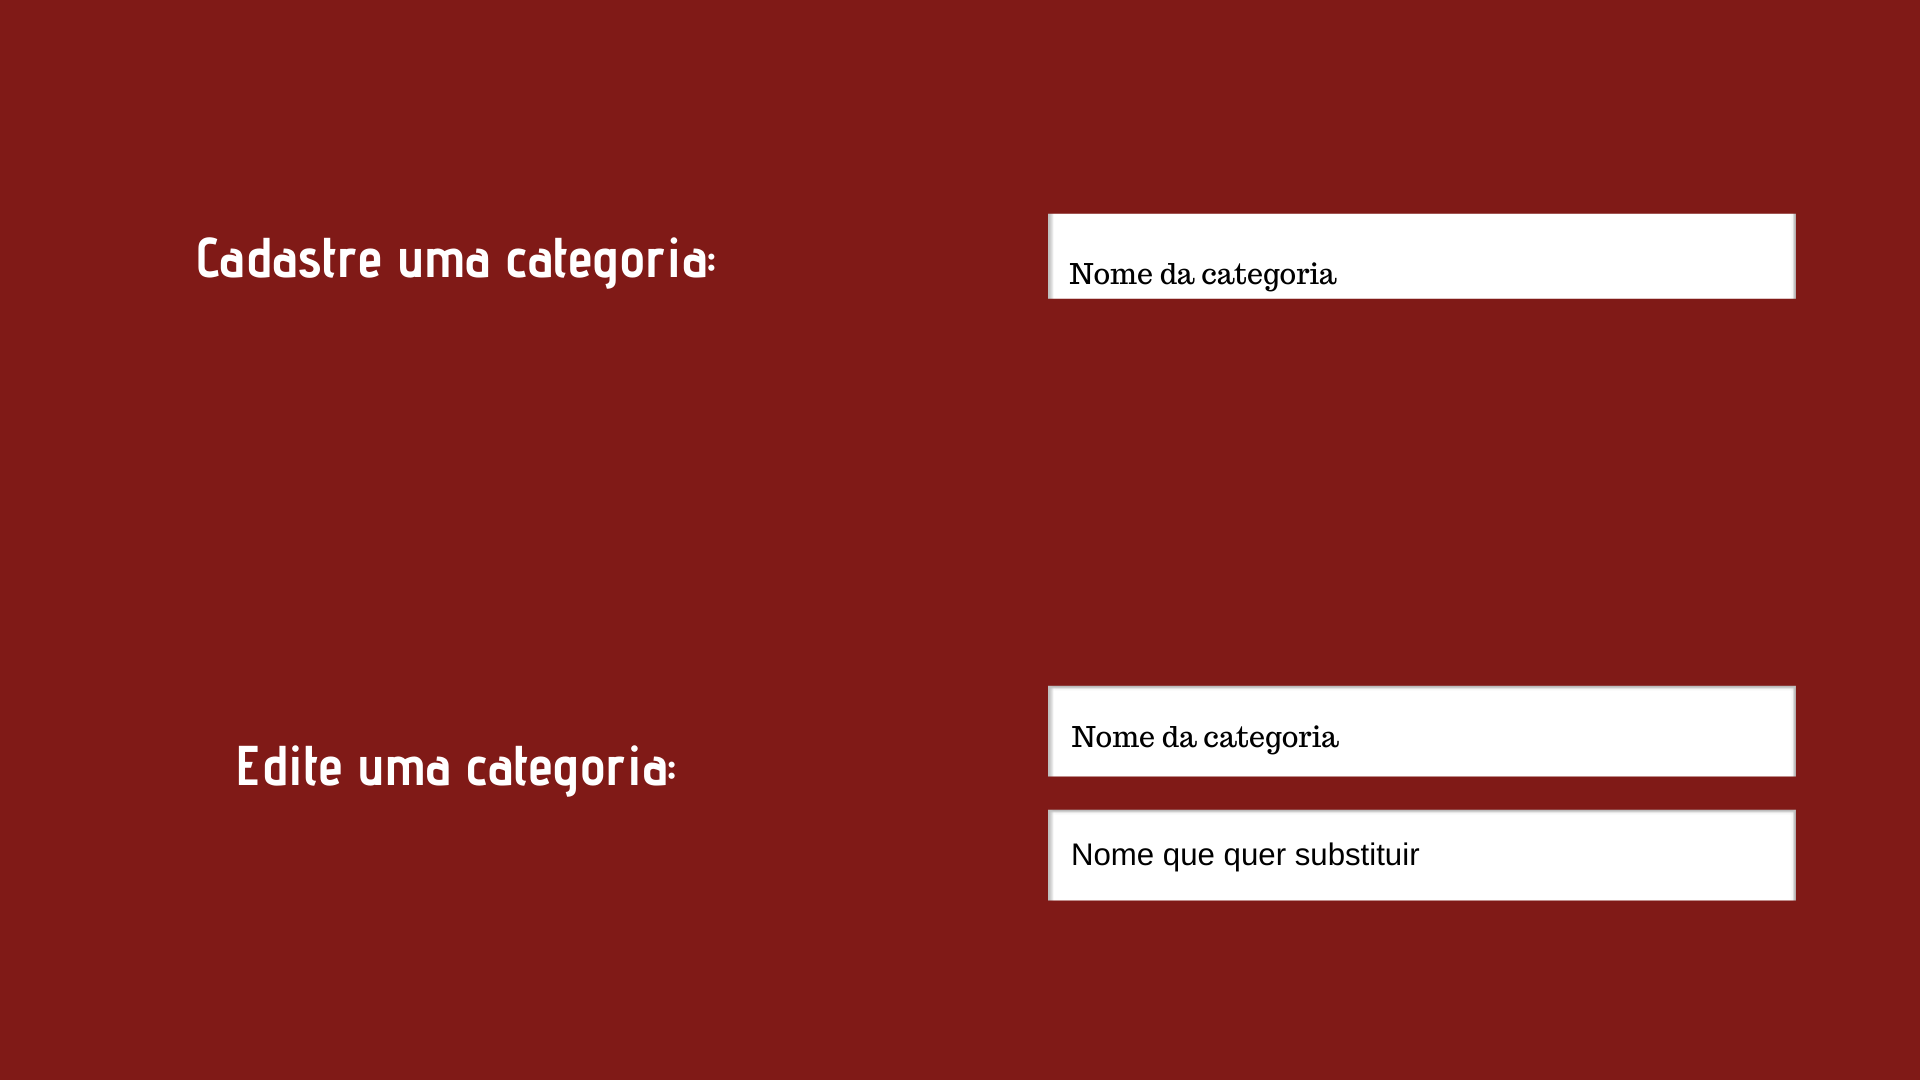 Cadastre uma categoria:
Nome da categoria
Edite uma categoria:
Nome da categoria
Nome que quer substituir